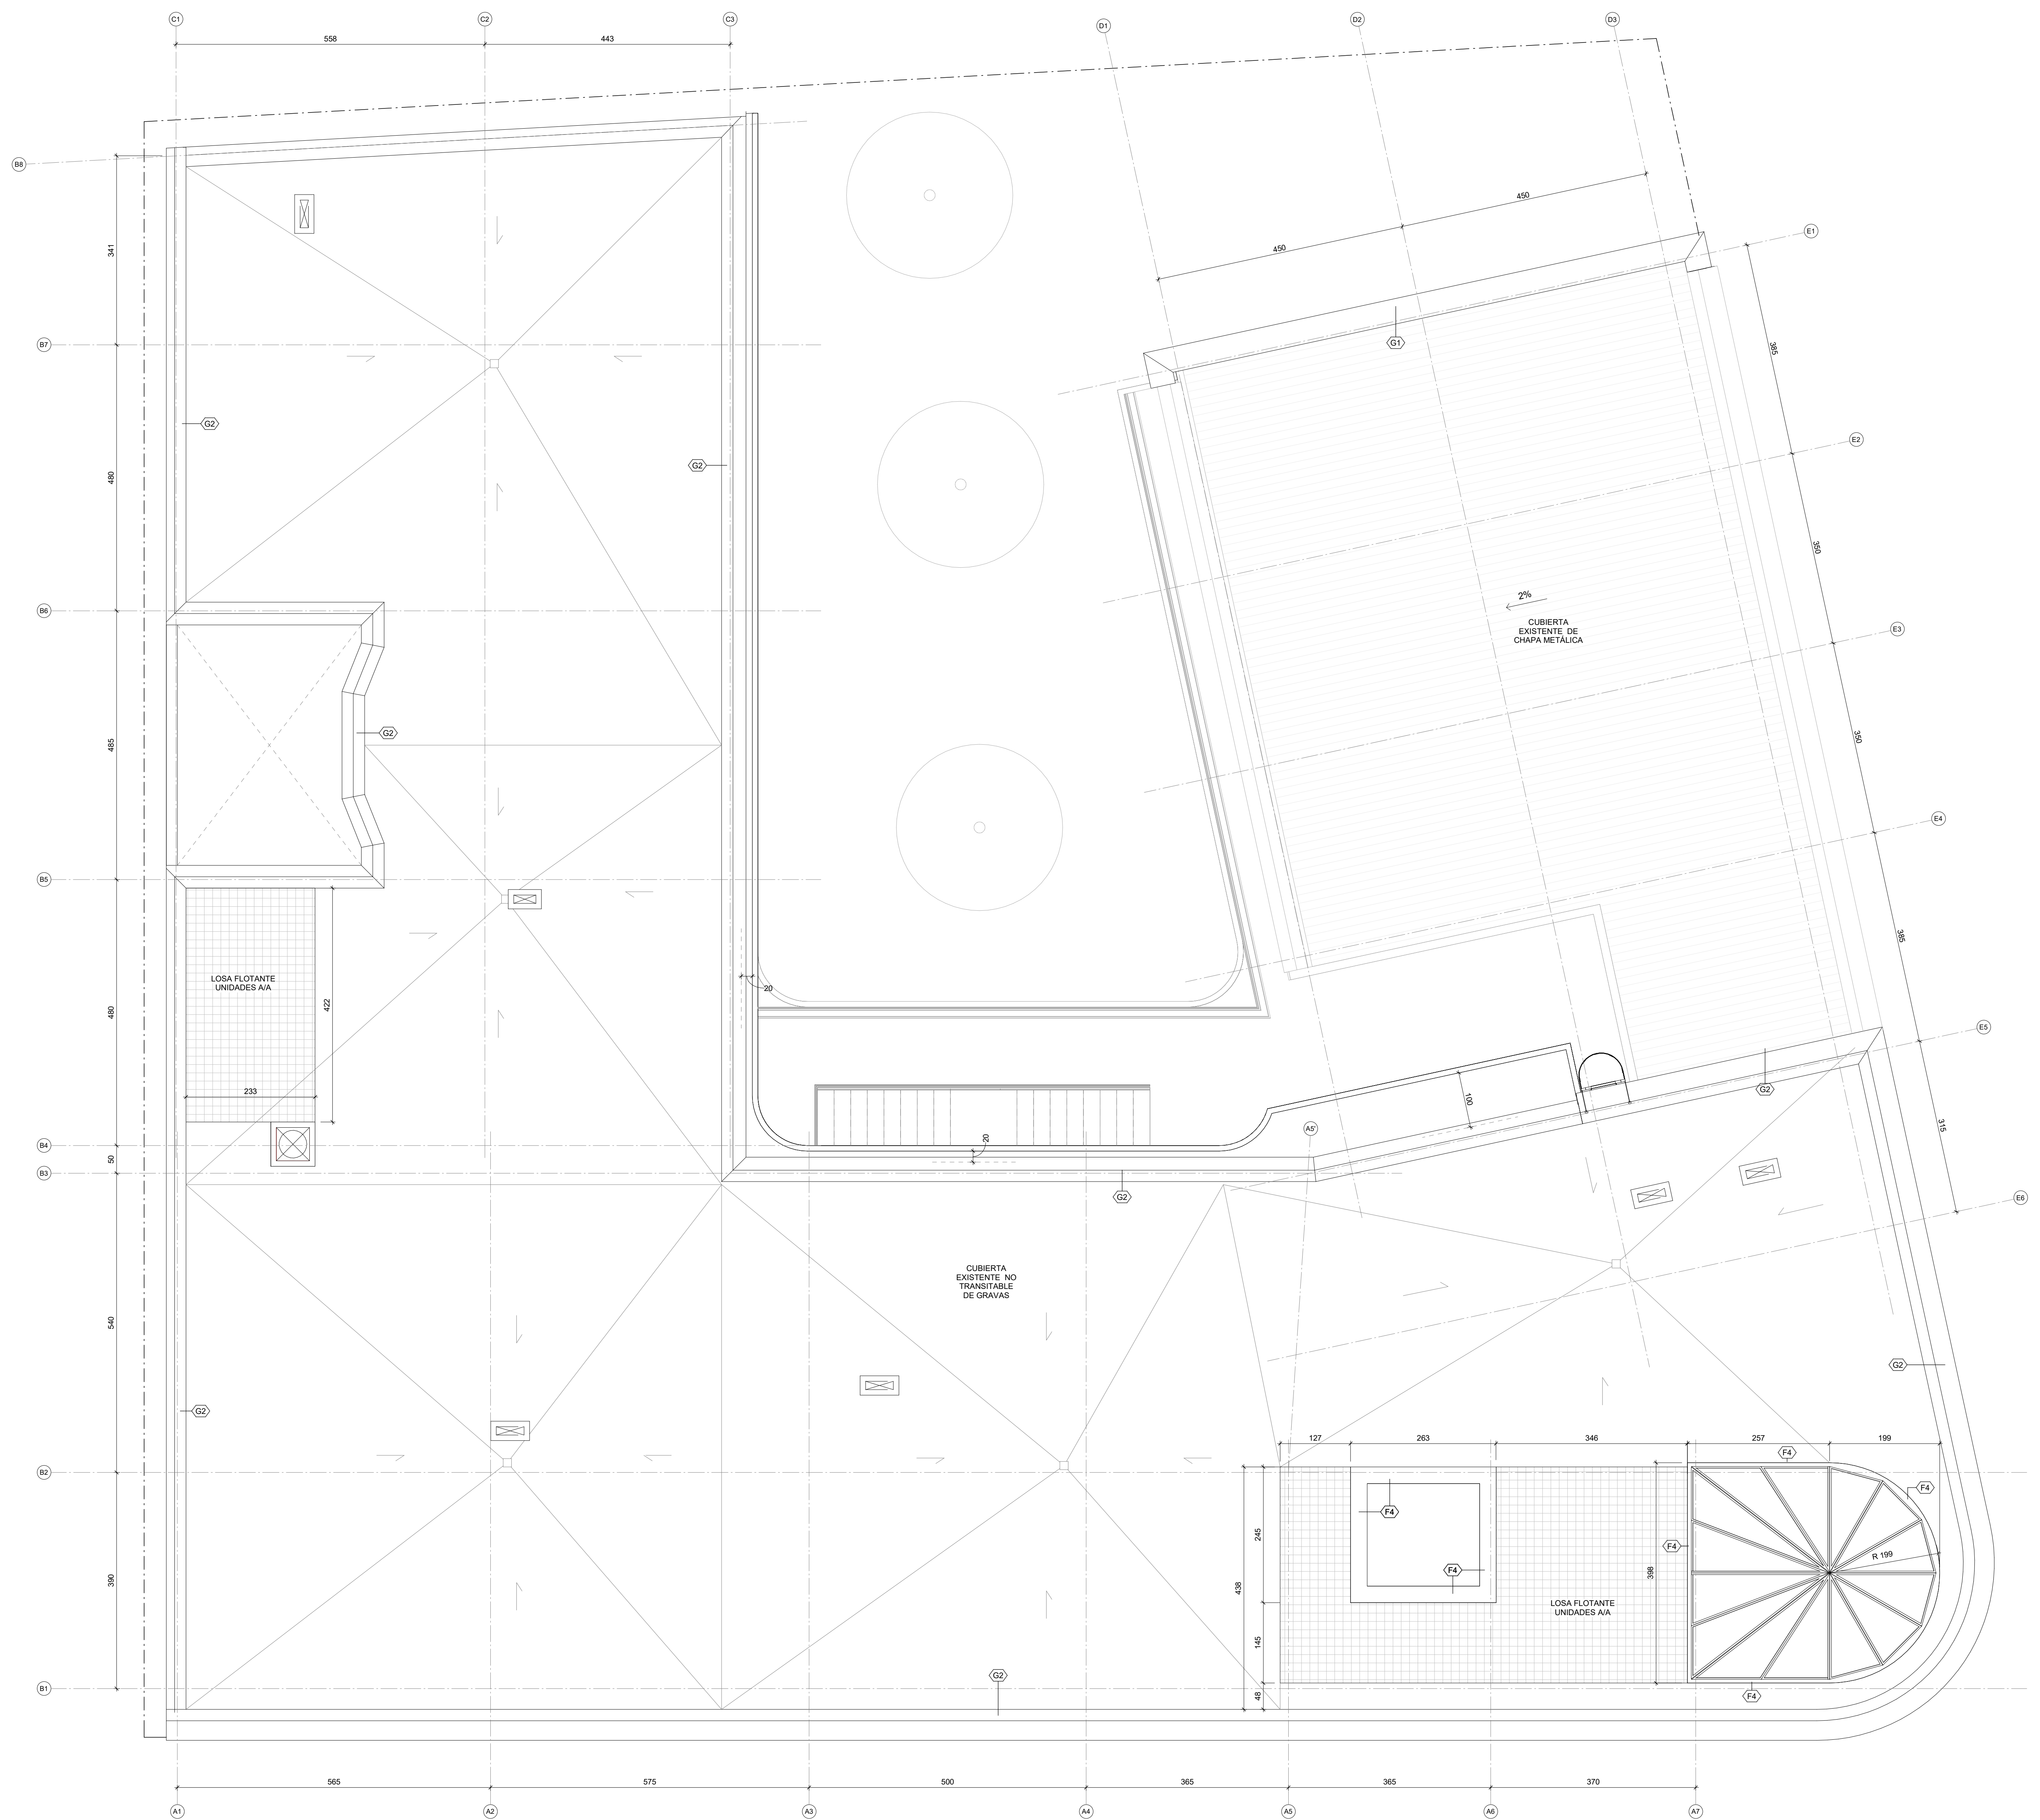 C1
C2
C3
D1
D2
D3
558
443
B8
450
450
E1
341
G1
B7
385
G2
E2
G2
480
350
2%
CUBIERTA
EXISTENTE DE
CHAPA METÁLICA
B6
E3
G2
485
350
E4
B5
385
LOSA FLOTANTE
UNIDADES A/A
422
20
480
E5
233
G2
100
315
A5'
B4
20
50
B3
G2
E6
CUBIERTA
EXISTENTE NO
TRANSITABLE
DE GRAVAS
540
G2
G2
127
263
346
257
199
F4
B2
F4
F4
245
F4
R 199
F4
398
438
390
LOSA FLOTANTE
UNIDADES A/A
145
G2
48
F4
B1
565
575
500
365
365
370
A1
A2
A3
A4
A5
A6
A7